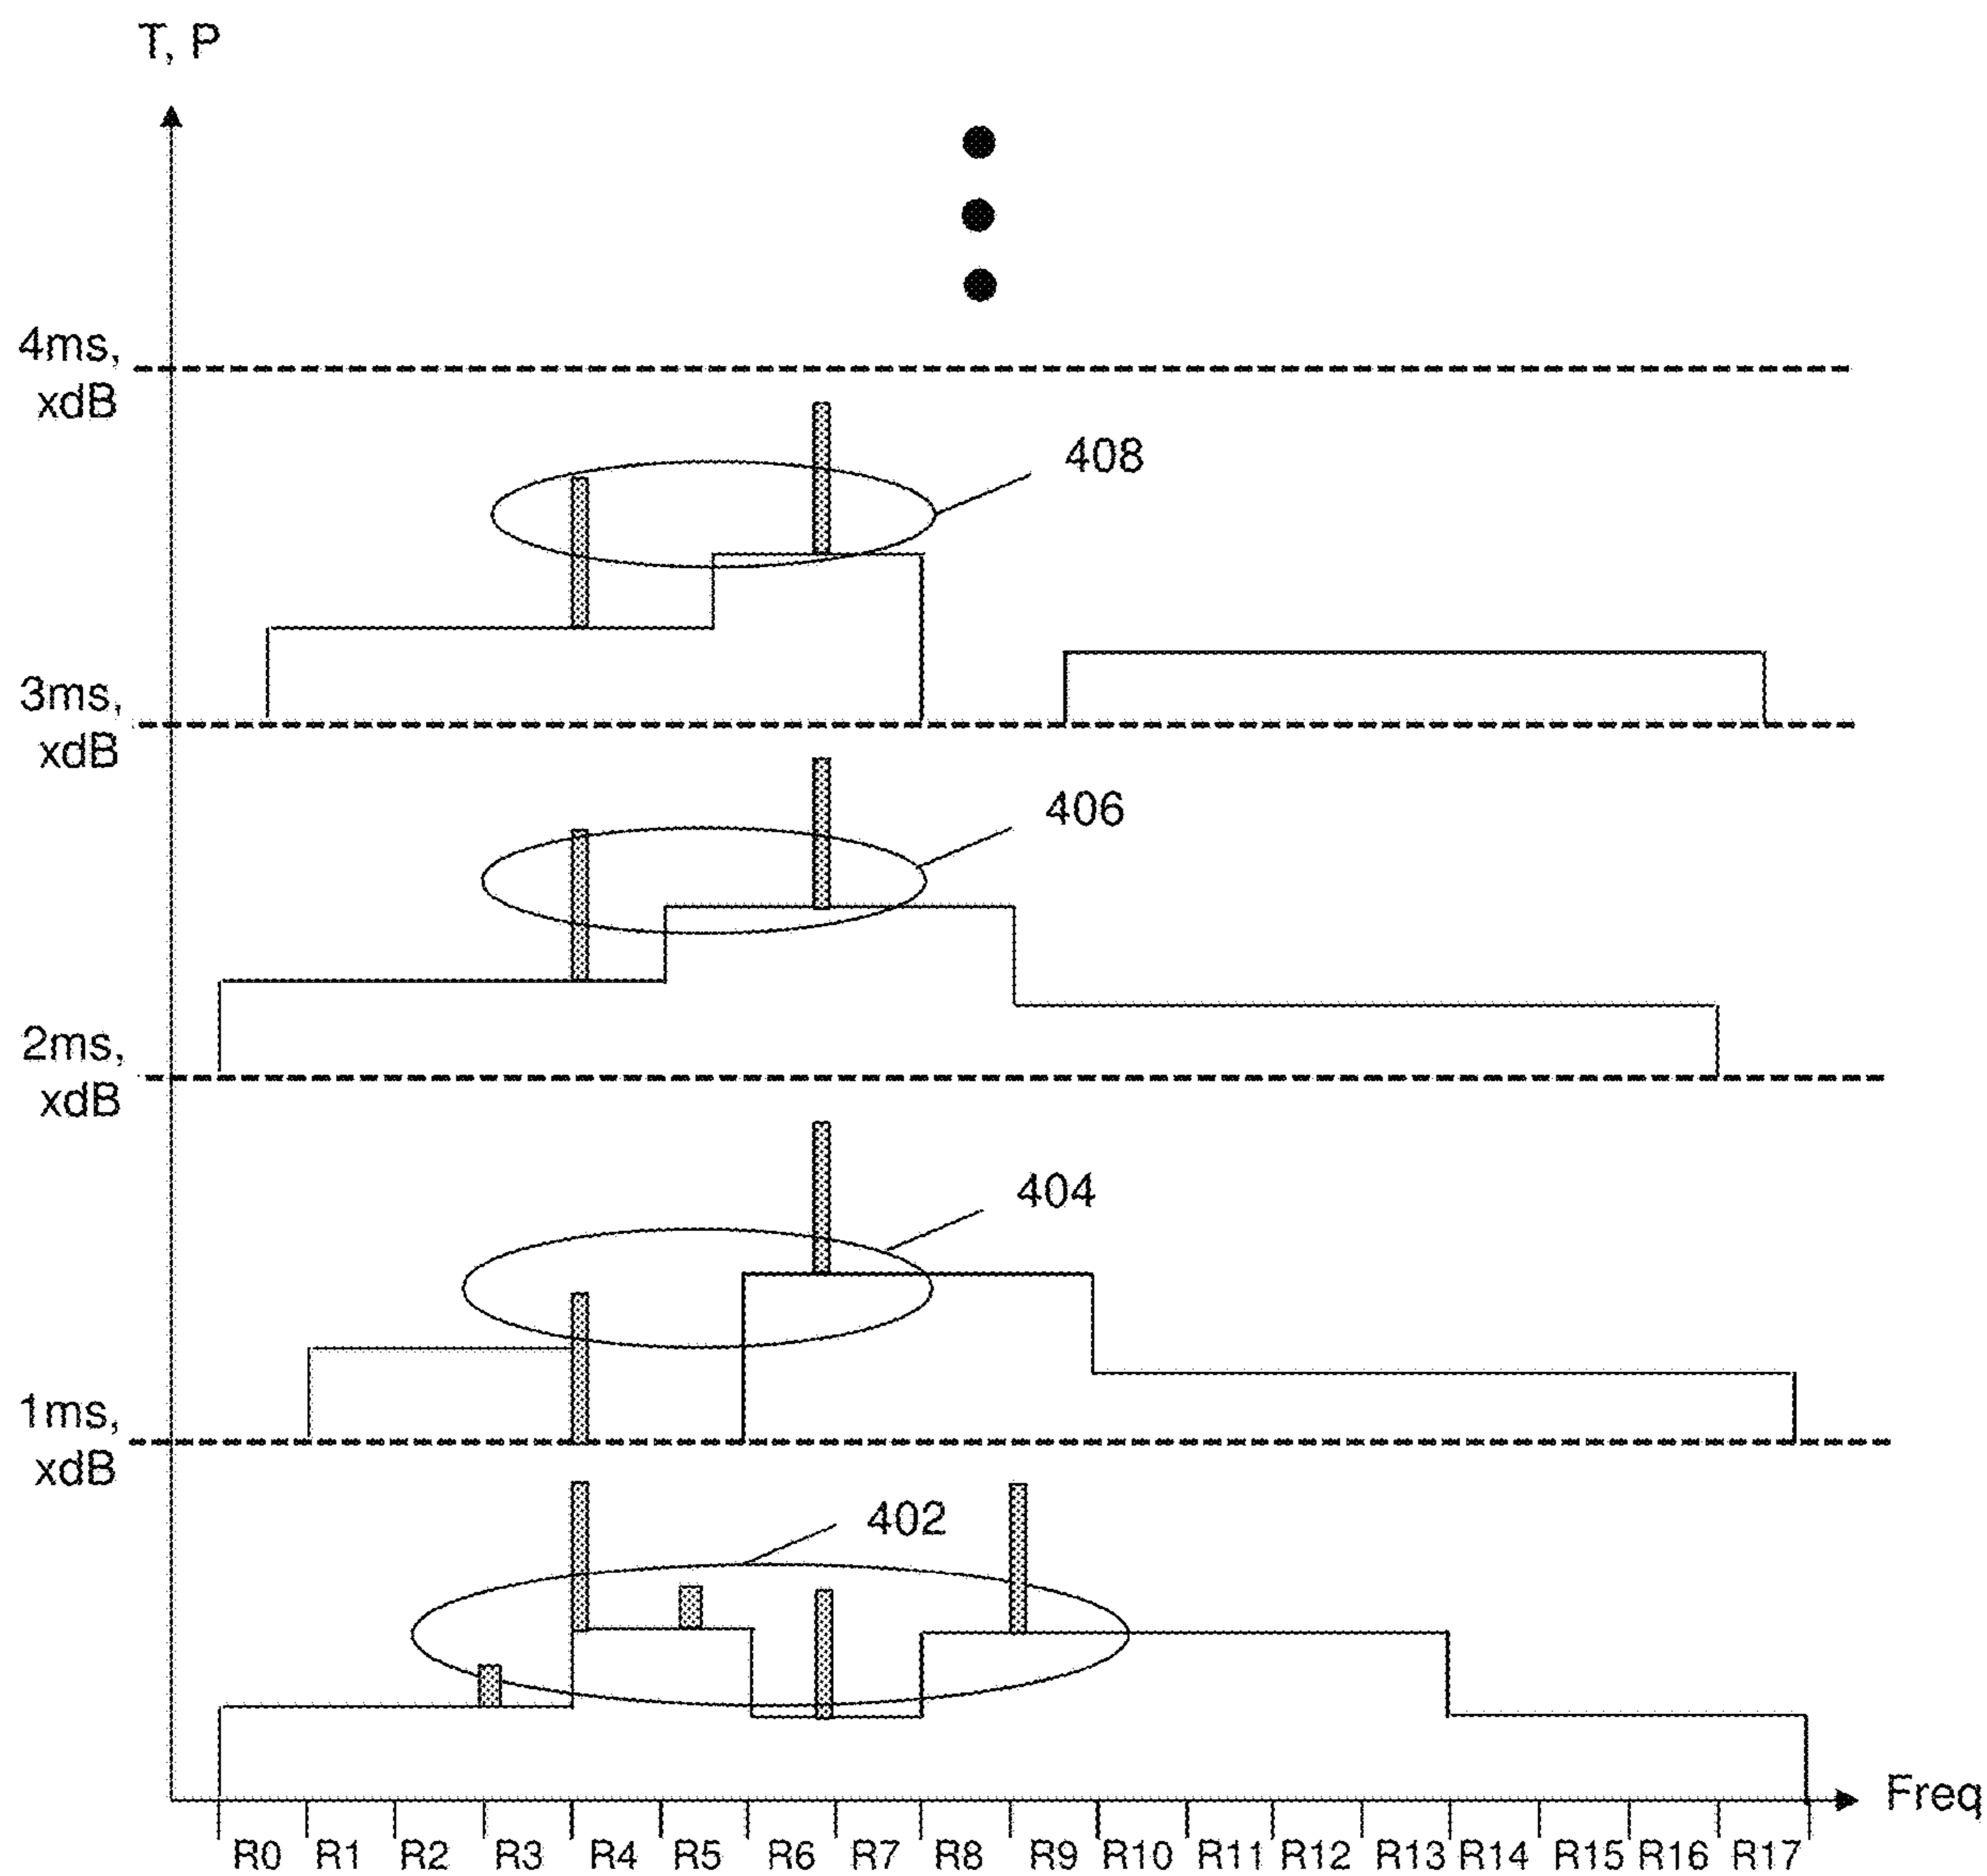 T, P
4ms,
xdB
408
3ms,
xdB
406
2ms,
xdB
404
1ms,
xdB
402
Freq
R0 R1 R2 R3 R4 R5 R6 R7 R8 R9 R10 R11 R12 R13 R14 R15 R16 R17